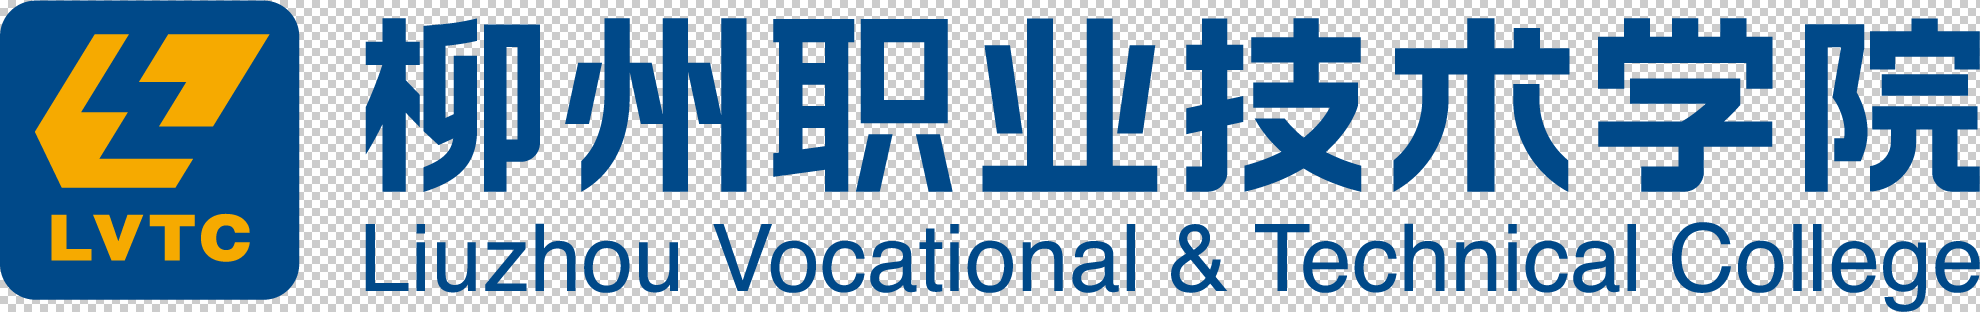 LVTC
柳州职业技术学院
Liuzhou Vocational & Technical College